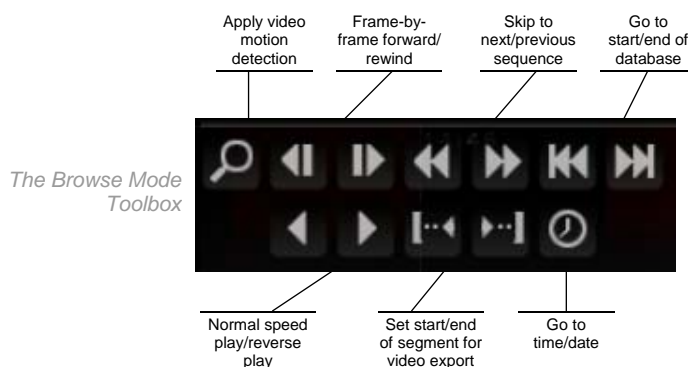 Apply video
motion
detection
Frame-by-
frame forward/
rewind
Skip to
next/previous
sequence
Go to
start/end of
database
The Browse Mode
Toolbox
Normal speed
play/reverse
play
Set start/end
of segment for
video export
Go to
time/date